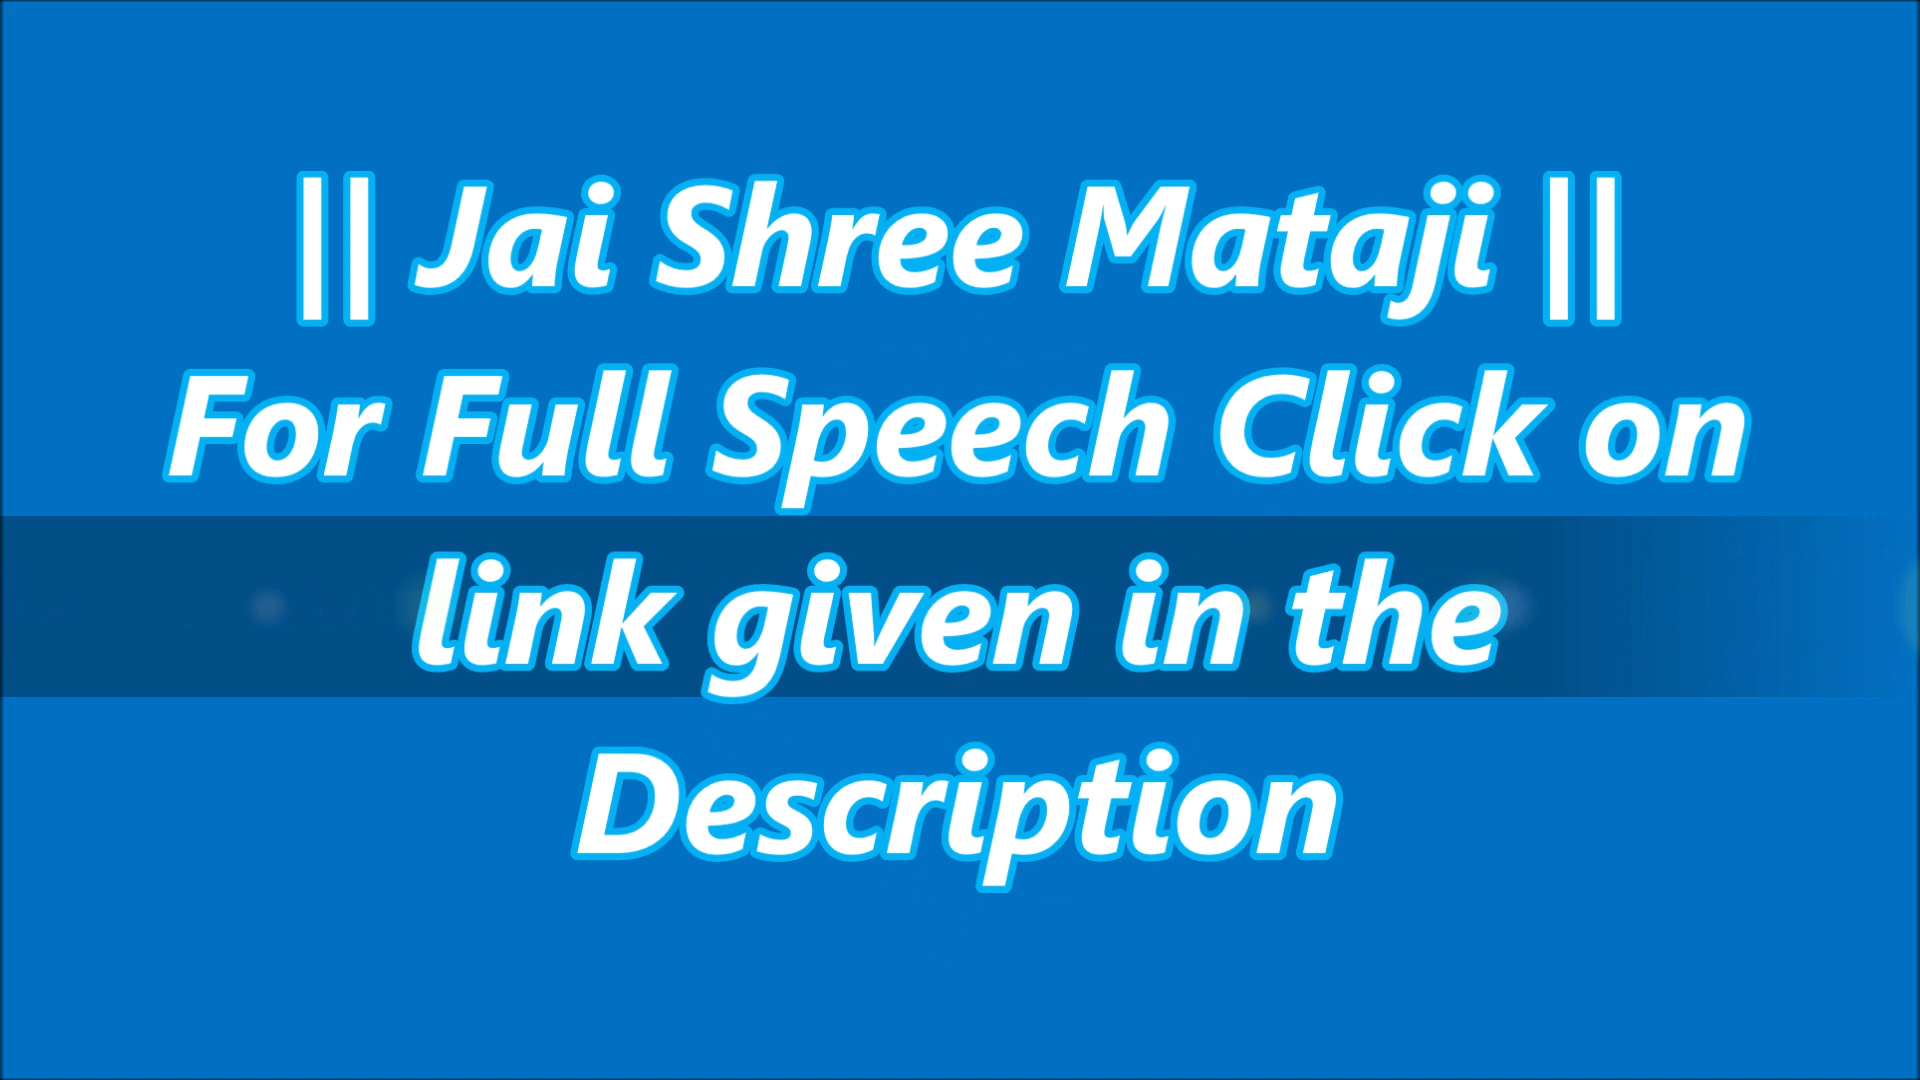 || Jai Shree Mataji ||
For Full Speech Click on
link given in the
Description